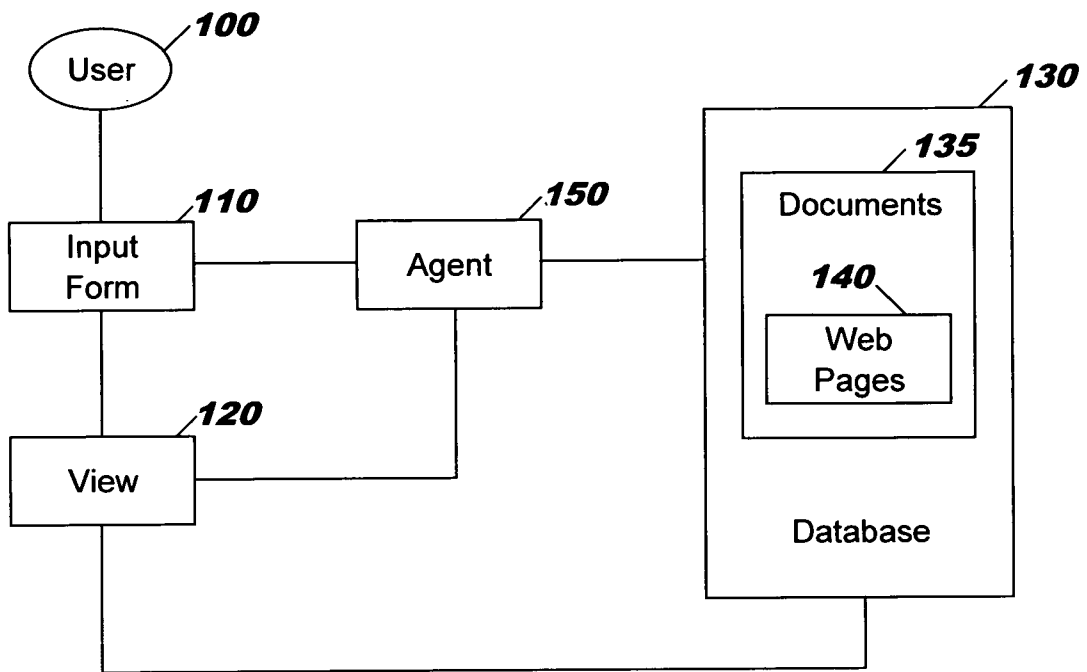 100
User
130
135
110
150
Documents
Input
Form
Agent
140
Web
Pages
120
View
Database